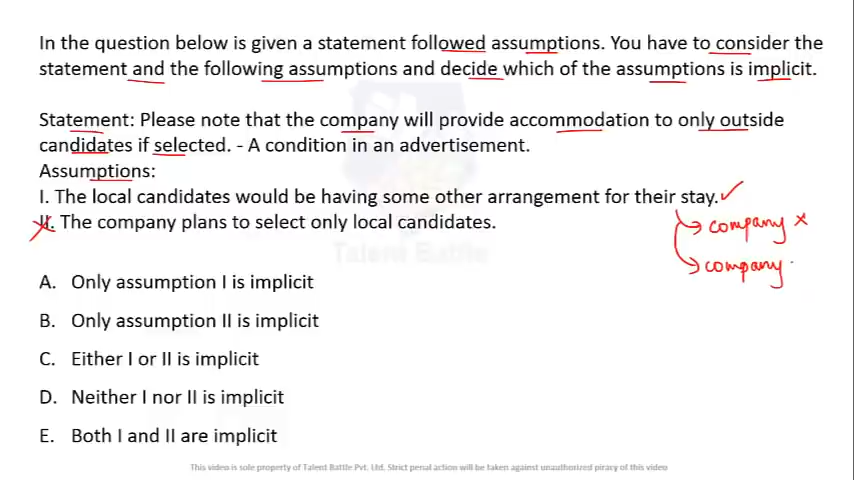 In the question below is given a statement followed assumptions. You have to consider the
statement and the following assumptions and decide which of the assumptions is implicit.
Statement: Please note that the company will provide accommodation to only outside
candidates if selected. - A condition in an advertisement.
Assumptions:
I. The local candidates would be having some other arrangement for their stay.
II. The company plans to select only local candidates.
company x
company
Talent Battle
A. Only assumption I is implicit
B. Only assumption II is implicit
C. Either I or II is implicit
D. Neither I nor II is implicit
E. Both I and II are implicit
This video is sole property of Talent Battle Pvt. Ltd. Strict penal action will be taken against unauthorized piracy of this video